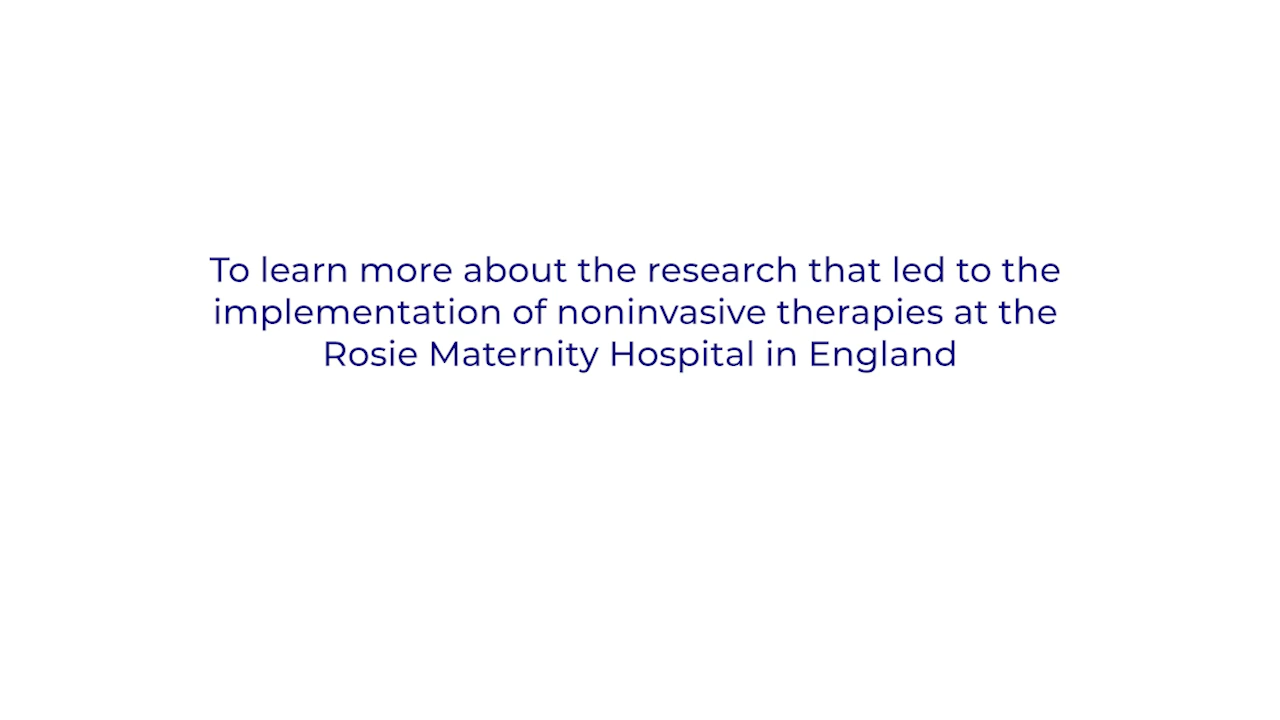 To learn more about the research that led to the
implementation of noninvasive therapies at the
Rosie Maternity Hospital in England